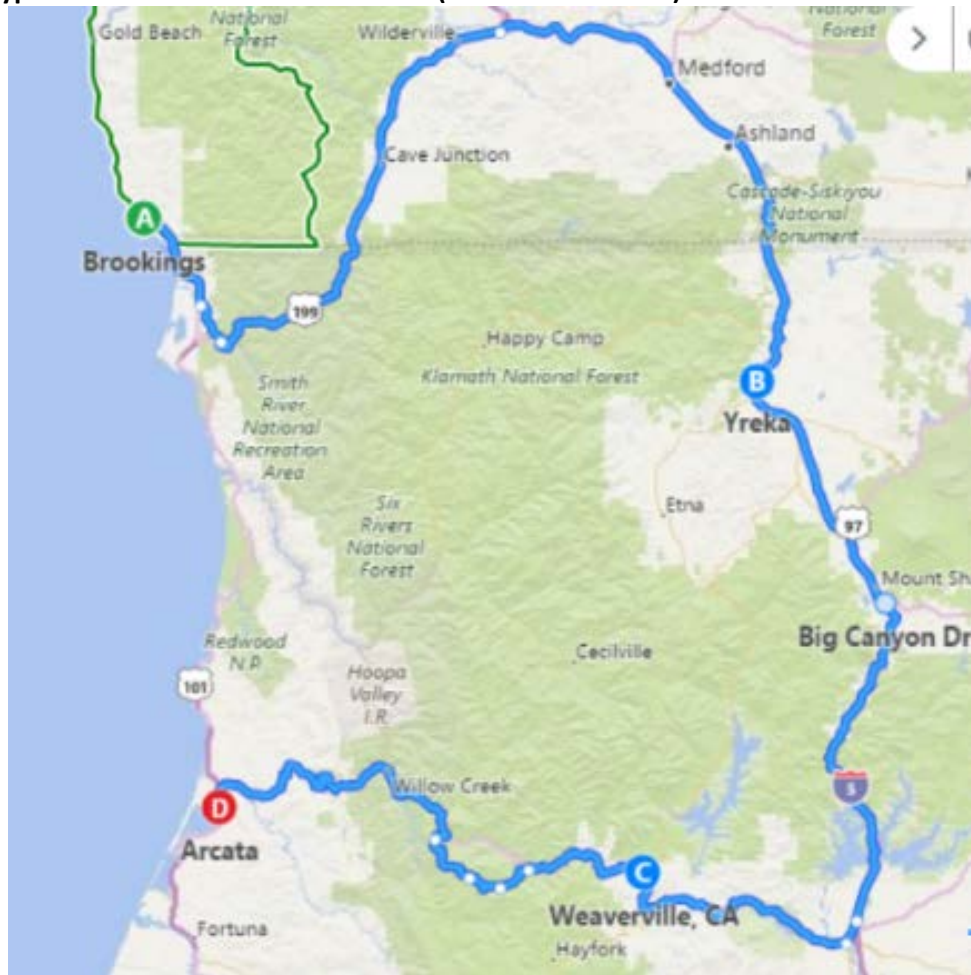 National
Forest
Gold Beach
Wilderville
National
Forest
Medford
Ashland
Cave Junction
Cascade-Siskiyou
National
Monument
A
Brookings
199
Happy Camp
Klamath National Forest
B
Yreka
Smith
River
National
Recreation
Area
Etna
Six
Rivers
National
Forest
97
Mount Sh
Big Canyon Dr
Redwood
N.P.
Cecilville
Hoopa
Valley
I.R.
101
Willow Creek
5
D
Arcata
C
Weaverville, CA
Fortuna
Hayfork